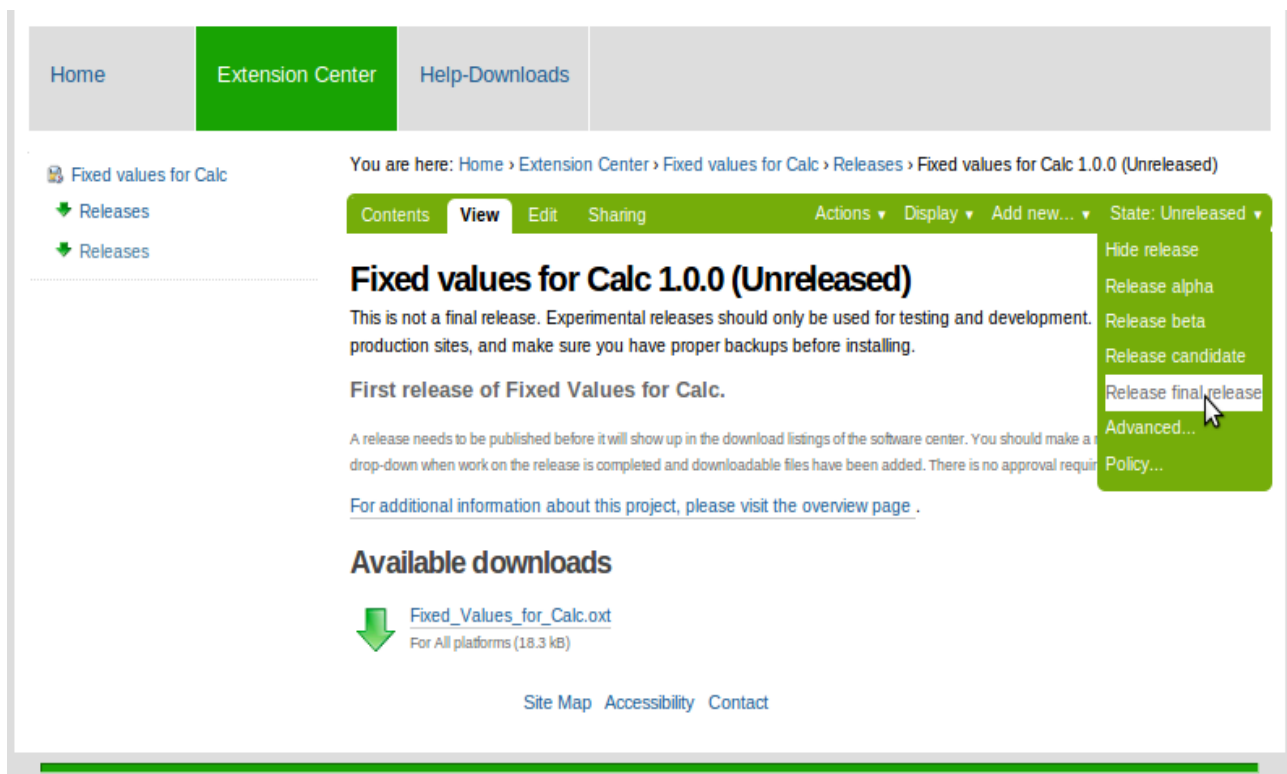 Home
Extension Center
Help-Downloads
Fixed values for Calc
Releases
Releases
You are here: Home › Extension Center › Fixed values for Calc › Releases › Fixed values for Calc 1.0.0 (Unreleased)
Contents View Edit Sharing Actions ▾ Display ▾ Add new... ▾ State: Unreleased ▾
Hide release
Release alpha
Release beta
Release candidate
Release final release
Advanced...
Policy...
Fixed values for Calc 1.0.0 (Unreleased)
This is not a final release. Experimental releases should only be used for testing and development.
production sites, and make sure you have proper backups before installing.
First release of Fixed Values for Calc.
A release needs to be published before it will show up in the download listings of the software center. You should make a
drop-down when work on the release is completed and downloadable files have been added. There is no approval
For additional information about this project, please visit the overview page .
Available downloads
Fixed_Values_for_Calc.oxt
For All platforms (18.3 kB)
Site Map Accessibility Contact